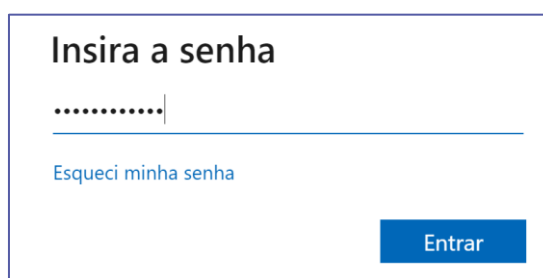 Insira a senha
••••••••••••
Esqueci minha senha
Entrar